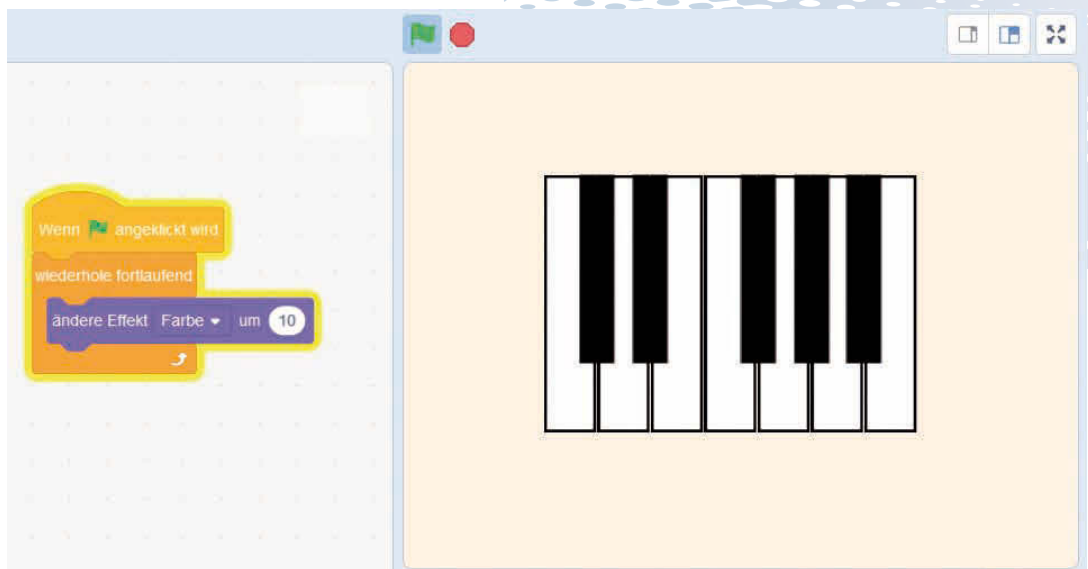 Wenn angeklickt wird
wiederhole fortlaufend
ändere Effekt Farbe um 10